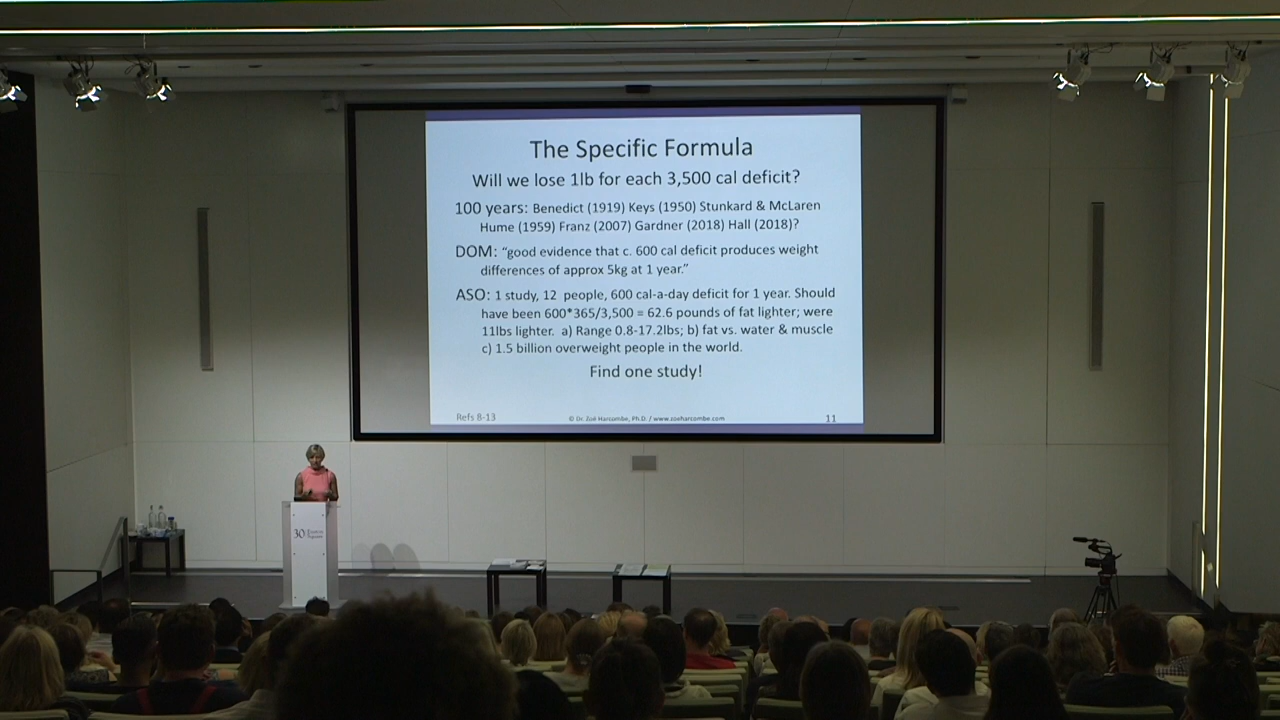 The Specific Formula
Will we lose 1lb for each 3,500 cal deficit?
100 years: Benedict (1919) Keys (1950) Stunkard & McLaren
Hume (1959) Franz (2007) Gardner (2018) Hall (2018)?
DOM: “good evidence that c. 600 cal deficit produces weight
differences of approx 5kg at 1 year.”
ASO: 1 study, 12 people, 600 cal-a-day deficit for 1 year. Should
have been 600*365/3,500 = 62.6 pounds of fat lighter; were
11lbs lighter. a) Range 0.8-17.2lbs; b) fat vs. water & muscle
c) 1.5 billion overweight people in the world.
Find one study!
Refs 8-13
© Dr. Zoë Harcombe, Ph.D. / www.zoeharcombe.com
11
30